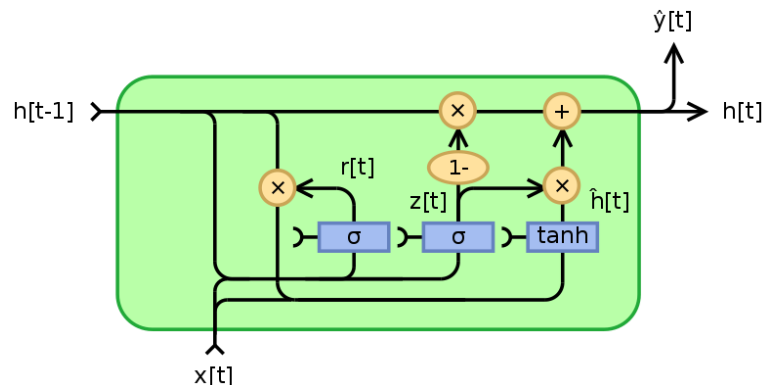 ŷ[t]
h[t-1]
×
+
h[t]
1-
r[t]
×
z[t]
×
ĥ[t]
σ
σ
tanh
x[t]